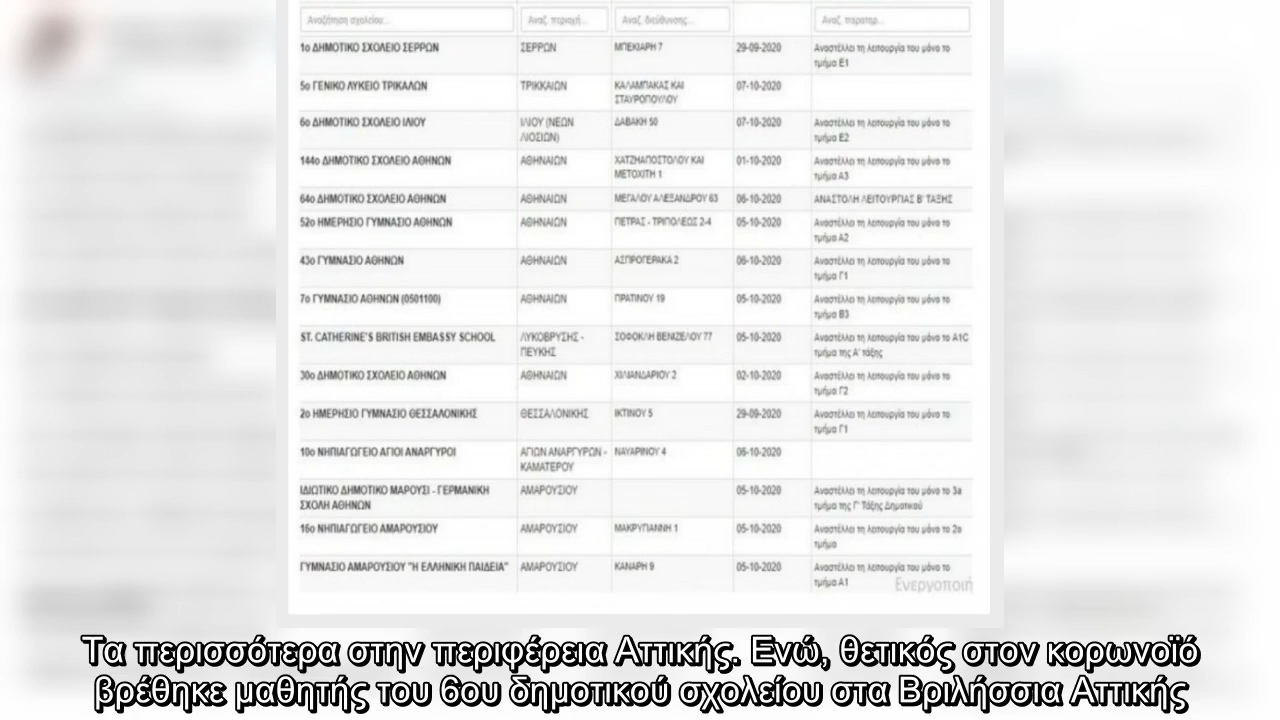 Αναζήτηση σχολείου... Αναζ. περιοχή... Αναζ. διεύθυνσης... Αναζ. παρατηρ...
1ο ΔΗΜΟΤΙΚΟ ΣΧΟΛΕΙΟ ΣΕΡΡΩΝ ΣΕΡΡΩΝ ΜΠΕΚΙΑΡΗ 7 29-09-2020 Αναστέλλει τη λειτουργία του μόνο το
τμήμα Ε1
5ο ΓΕΝΙΚΟ ΛΥΚΕΙΟ ΤΡΙΚΑΛΩΝ ΤΡΙΚΚΑΙΩΝ ΚΑΛΑΜΠΑΚΑΣ ΚΑΙ 07-10-2020
ΣΤΑΥΡΟΠΟΥΛΟΥ
6ο ΔΗΜΟΤΙΚΟ ΣΧΟΛΕΙΟ ΙΛΙΟΥ ΙΛΙΟΥ (ΝΕΩΝ ΔΑΒΑΚΗ 50 07-10-2020 Αναστέλλει τη λειτουργία του μόνο το
ΛΙΟΣΙΩΝ) τμήμα Ε2
144ο ΔΗΜΟΤΙΚΟ ΣΧΟΛΕΙΟ ΑΘΗΝΩΝ ΑΘΗΝΑΙΩΝ ΧΑΤΖΗΑΠΟΣΤΟΛΟΥ ΚΑΙ 01-10-2020 Αναστέλλει τη λειτουργία του μόνο το
ΜΕΤΟΧΙΤΗ 1 τμήμα Α3
64ο ΔΗΜΟΤΙΚΟ ΣΧΟΛΕΙΟ ΑΘΗΝΩΝ ΑΘΗΝΑΙΩΝ ΜΕΓΑΛΟΥ ΑΛΕΞΑΝΔΡΟΥ 63 06-10-2020 ΑΝΑΣΤΟΛΗ ΛΕΙΤΟΥΡΓΙΑΣ Β' ΤΑΞΗΣ
52ο ΗΜΕΡΗΣΙΟ ΓΥΜΝΑΣΙΟ ΑΘΗΝΩΝ ΑΘΗΝΑΙΩΝ ΠΕΤΡΑΣ - ΤΡΙΠΟΛΕΩΣ 2-4 05-10-2020 Αναστέλλει τη λειτουργία του μόνο το
τμήμα Α2
43ο ΓΥΜΝΑΣΙΟ ΑΘΗΝΩΝ ΑΘΗΝΑΙΩΝ ΑΣΠΡΟΓΕΡΑΚΑ 2 06-10-2020 Αναστέλλει τη λειτουργία του μόνο το
τμήμα Γ1
7ο ΓΥΜΝΑΣΙΟ ΑΘΗΝΩΝ (0501100) ΑΘΗΝΑΙΩΝ ΠΡΑΤΙΝΟΥ 19 05-10-2020 Αναστέλλει τη λειτουργία του μόνο το
τμήμα Β3
ST. CATHERINE'S BRITISH EMBASSY SCHOOL ΛΥΚΟΒΡΥΣΗΣ - ΣΟΦΟΚΛΗ ΒΕΝΙΖΕΛΟΥ 77 05-10-2020 Αναστέλλει τη λειτουργία του μόνο το A1C
ΠΕΥΚΗΣ τμήμα της Α' τάξης
30ο ΔΗΜΟΤΙΚΟ ΣΧΟΛΕΙΟ ΑΘΗΝΩΝ ΑΘΗΝΑΙΩΝ ΧΙΛΙΑΝΔΑΡΙΟΥ 2 02-10-2020 Αναστέλλει τη λειτουργία του μόνο το
τμήμα Γ2
2ο ΗΜΕΡΗΣΙΟ ΓΥΜΝΑΣΙΟ ΘΕΣΣΑΛΟΝΙΚΗΣ ΘΕΣΣΑΛΟΝΙΚΗΣ ΙΚΤΙΝΟΥ 5 29-09-2020 Αναστέλλει τη λειτουργία του μόνο το
τμήμα Γ1
10ο ΝΗΠΙΑΓΩΓΕΙΟ ΑΓΙΟΙ ΑΝΑΡΓΥΡΟΙ ΑΓΙΩΝ ΑΝΑΡΓΥΡΩΝ - ΝΑΥΑΡΙΝΟΥ 4 06-10-2020
ΚΑΜΑΤΕΡΟΥ
ΙΔΙΩΤΙΚΟ ΔΗΜΟΤΙΚΟ ΜΑΡΟΥΣΙ - ΓΕΡΜΑΝΙΚΗ ΑΜΑΡΟΥΣΙΟΥ 05-10-2020 Αναστέλλει τη λειτουργία του μόνο το 3α
ΣΧΟΛΗ ΑΘΗΝΩΝ τμήμα της Γ' Τάξης Δημοτικού
16ο ΝΗΠΙΑΓΩΓΕΙΟ ΑΜΑΡΟΥΣΙΟΥ ΑΜΑΡΟΥΣΙΟΥ ΜΑΚΡΥΓΙΑΝΝΗ 1 05-10-2020 Αναστέλλει τη λειτουργία του μόνο το 2ο
τμήμα
ΓΥΜΝΑΣΙΟ ΑΜΑΡΟΥΣΙΟΥ "Η ΕΛΛΗΝΙΚΗ ΠΑΙΔΕΙΑ" ΑΜΑΡΟΥΣΙΟΥ ΚΑΝΑΡΗ 9 05-10-2020 Αναστέλλει τη λειτουργία του μόνο το
τμήμα Α1
Ενεργοποιή
Τα περισσότερα στην περιφέρεια Αττικής. Ενώ, θετικός στον κορωνοϊό
βρέθηκε μαθητής του 6ου δημοτικού σχολείου στα Βριλήσσια Αττικής